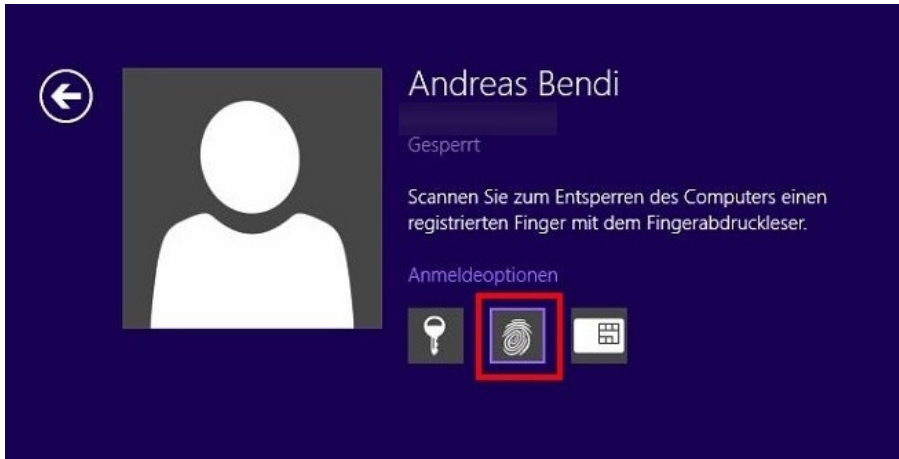 Andreas Bendi
Gesperrt
Scannen Sie zum Entsperren des Computers einen
registrierten Finger mit dem Fingerabdruckleser.
Anmeldeoptionen